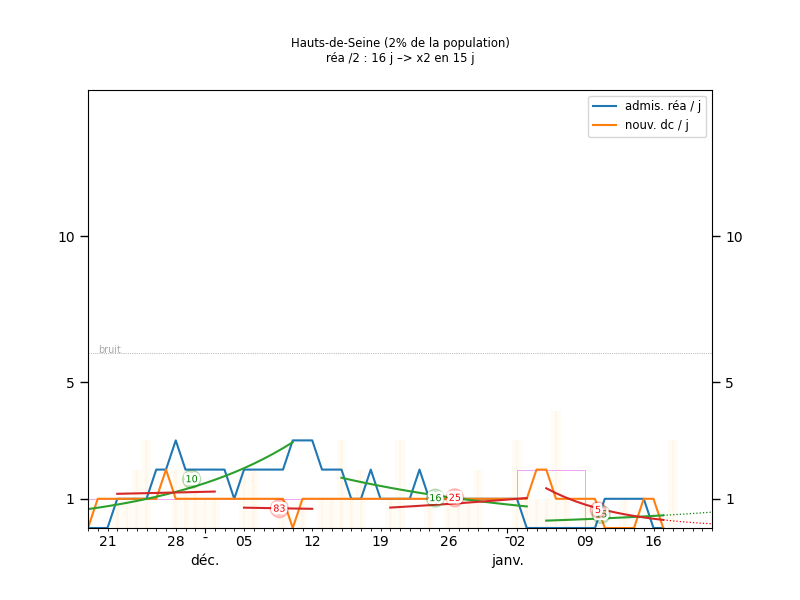 Hauts-de-Seine (2% de la population)
réa /2 : 16 j –> x2 en 15 j
admis. réa / j
nouv. dc / j
10 10
bruit
5 5
10
16 25
83
5
1 1
21 28 05 12 19 26 02 09 16
déc. janv.